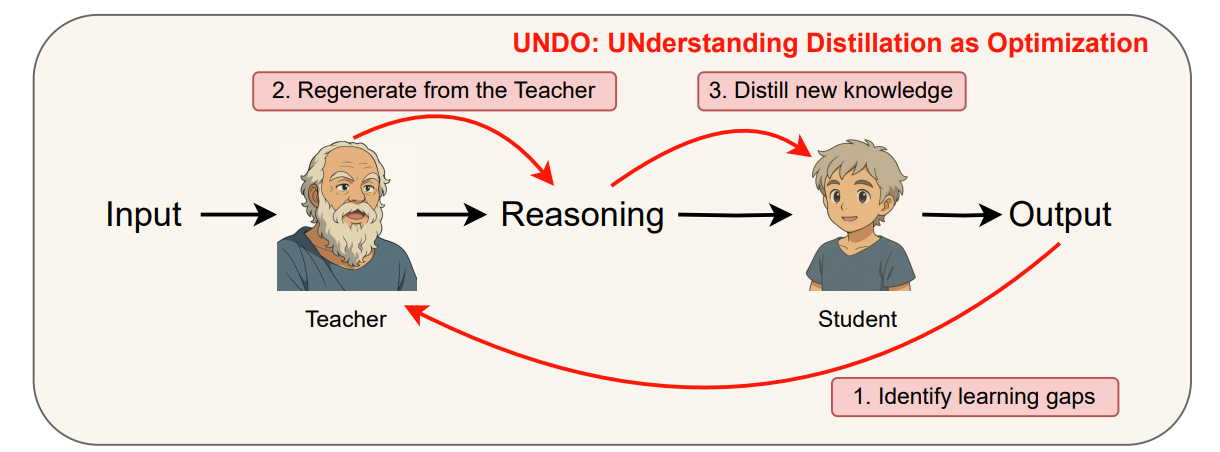 UNDO: UNderstanding Distillation as Optimization
2. Regenerate from the Teacher
3. Distill new knowledge
Input
Reasoning
Output
Teacher
Student
1. Identify learning gaps